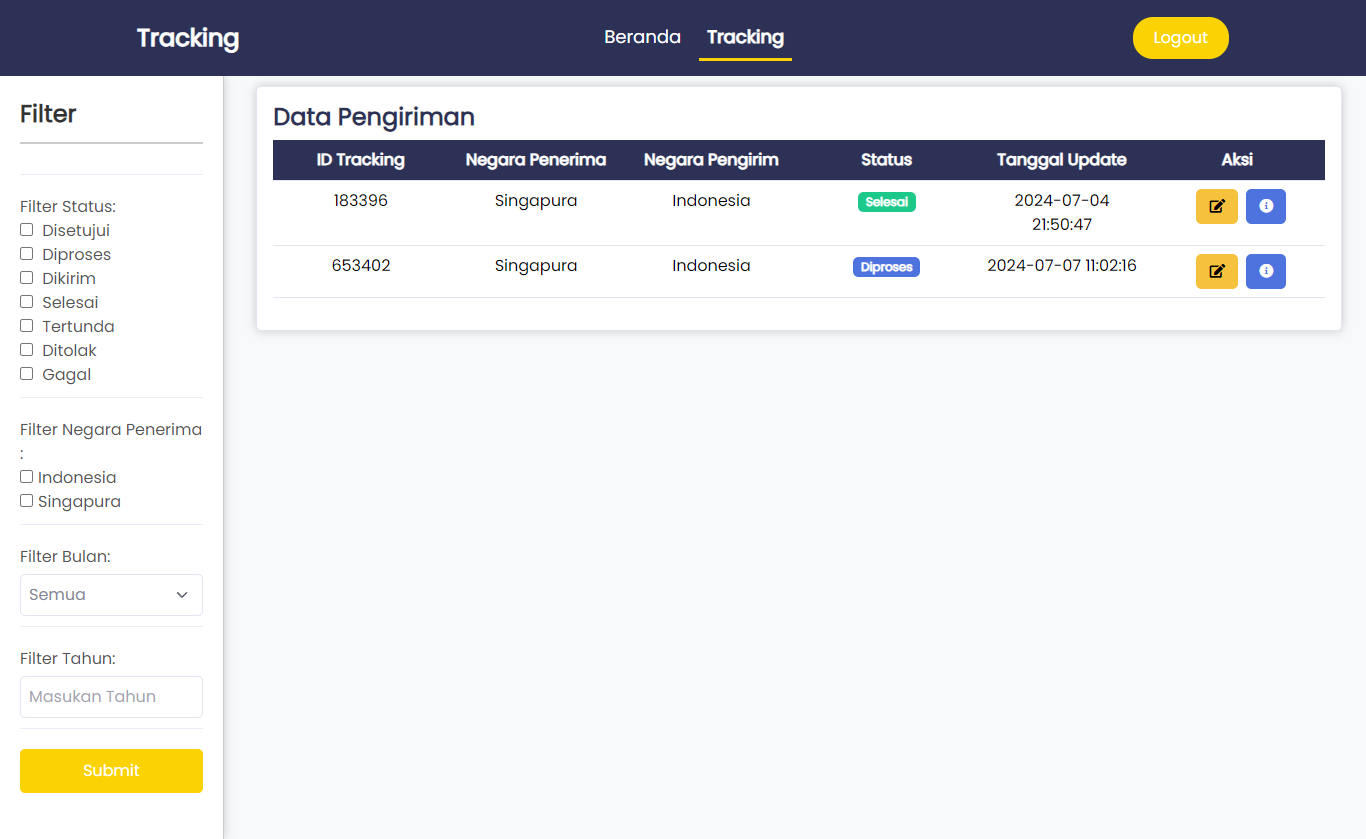 Tracking
Beranda Tracking
Logout
Filter
Filter Status:
Disetujui
Diproses
Dikirim
Selesai
Tertunda
Ditolak
Gagal
Filter Negara Penerima
:
Indonesia
Singapura
Filter Bulan:
Semua
Filter Tahun:
Masukan Tahun
Submit
Data Pengiriman
ID Tracking Negara Penerima Negara Pengirim Status Tanggal Update Aksi
183396 Singapura Indonesia Selesai 2024-07-04
21:50:47
653402 Singapura Indonesia Diproses 2024-07-07 11:02:16